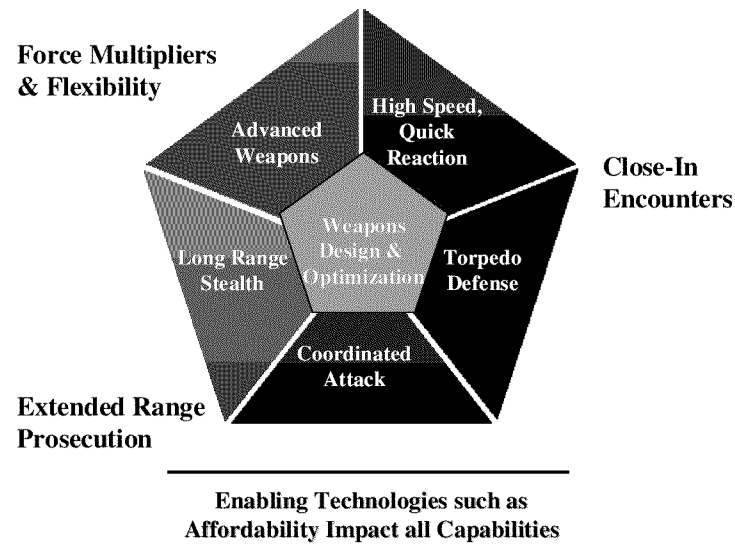 Force Multipliers
& Flexibility
High Speed,
Quick
Reaction
Advanced
Weapons
Close-In
Encounters
Weapons
Design &
Optimization
Long Range
Stealth
Torpedo
Defense
Coordinated
Attack
Extended Range
Prosecution
Enabling Technologies such as
Affordability Impact all Capabilities